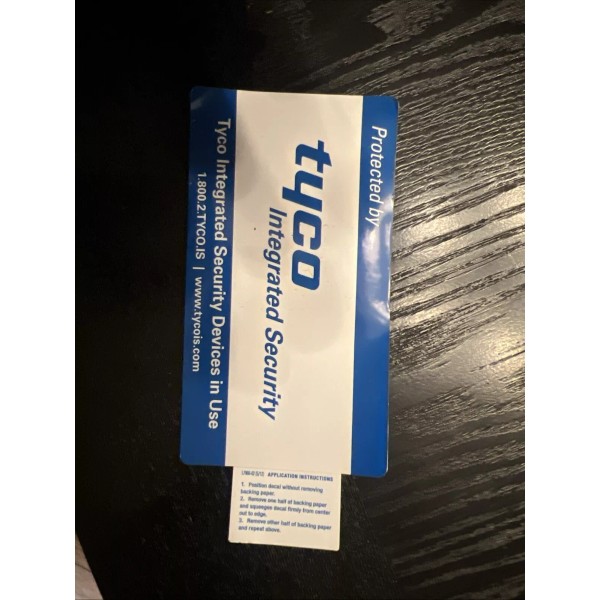 Protected by
tyco
Integrated Security
Tyco Integrated Security Devices in Use
1.800.2.TYCO.IS | www.tycois.com
APPLICATION INSTRUCTIONS
1. Position decal without removing
backing paper.
2. Remove one half of backing paper
and squeegee decal firmly from center
out to edge.
3. Remove other half of backing paper
and repeat above.